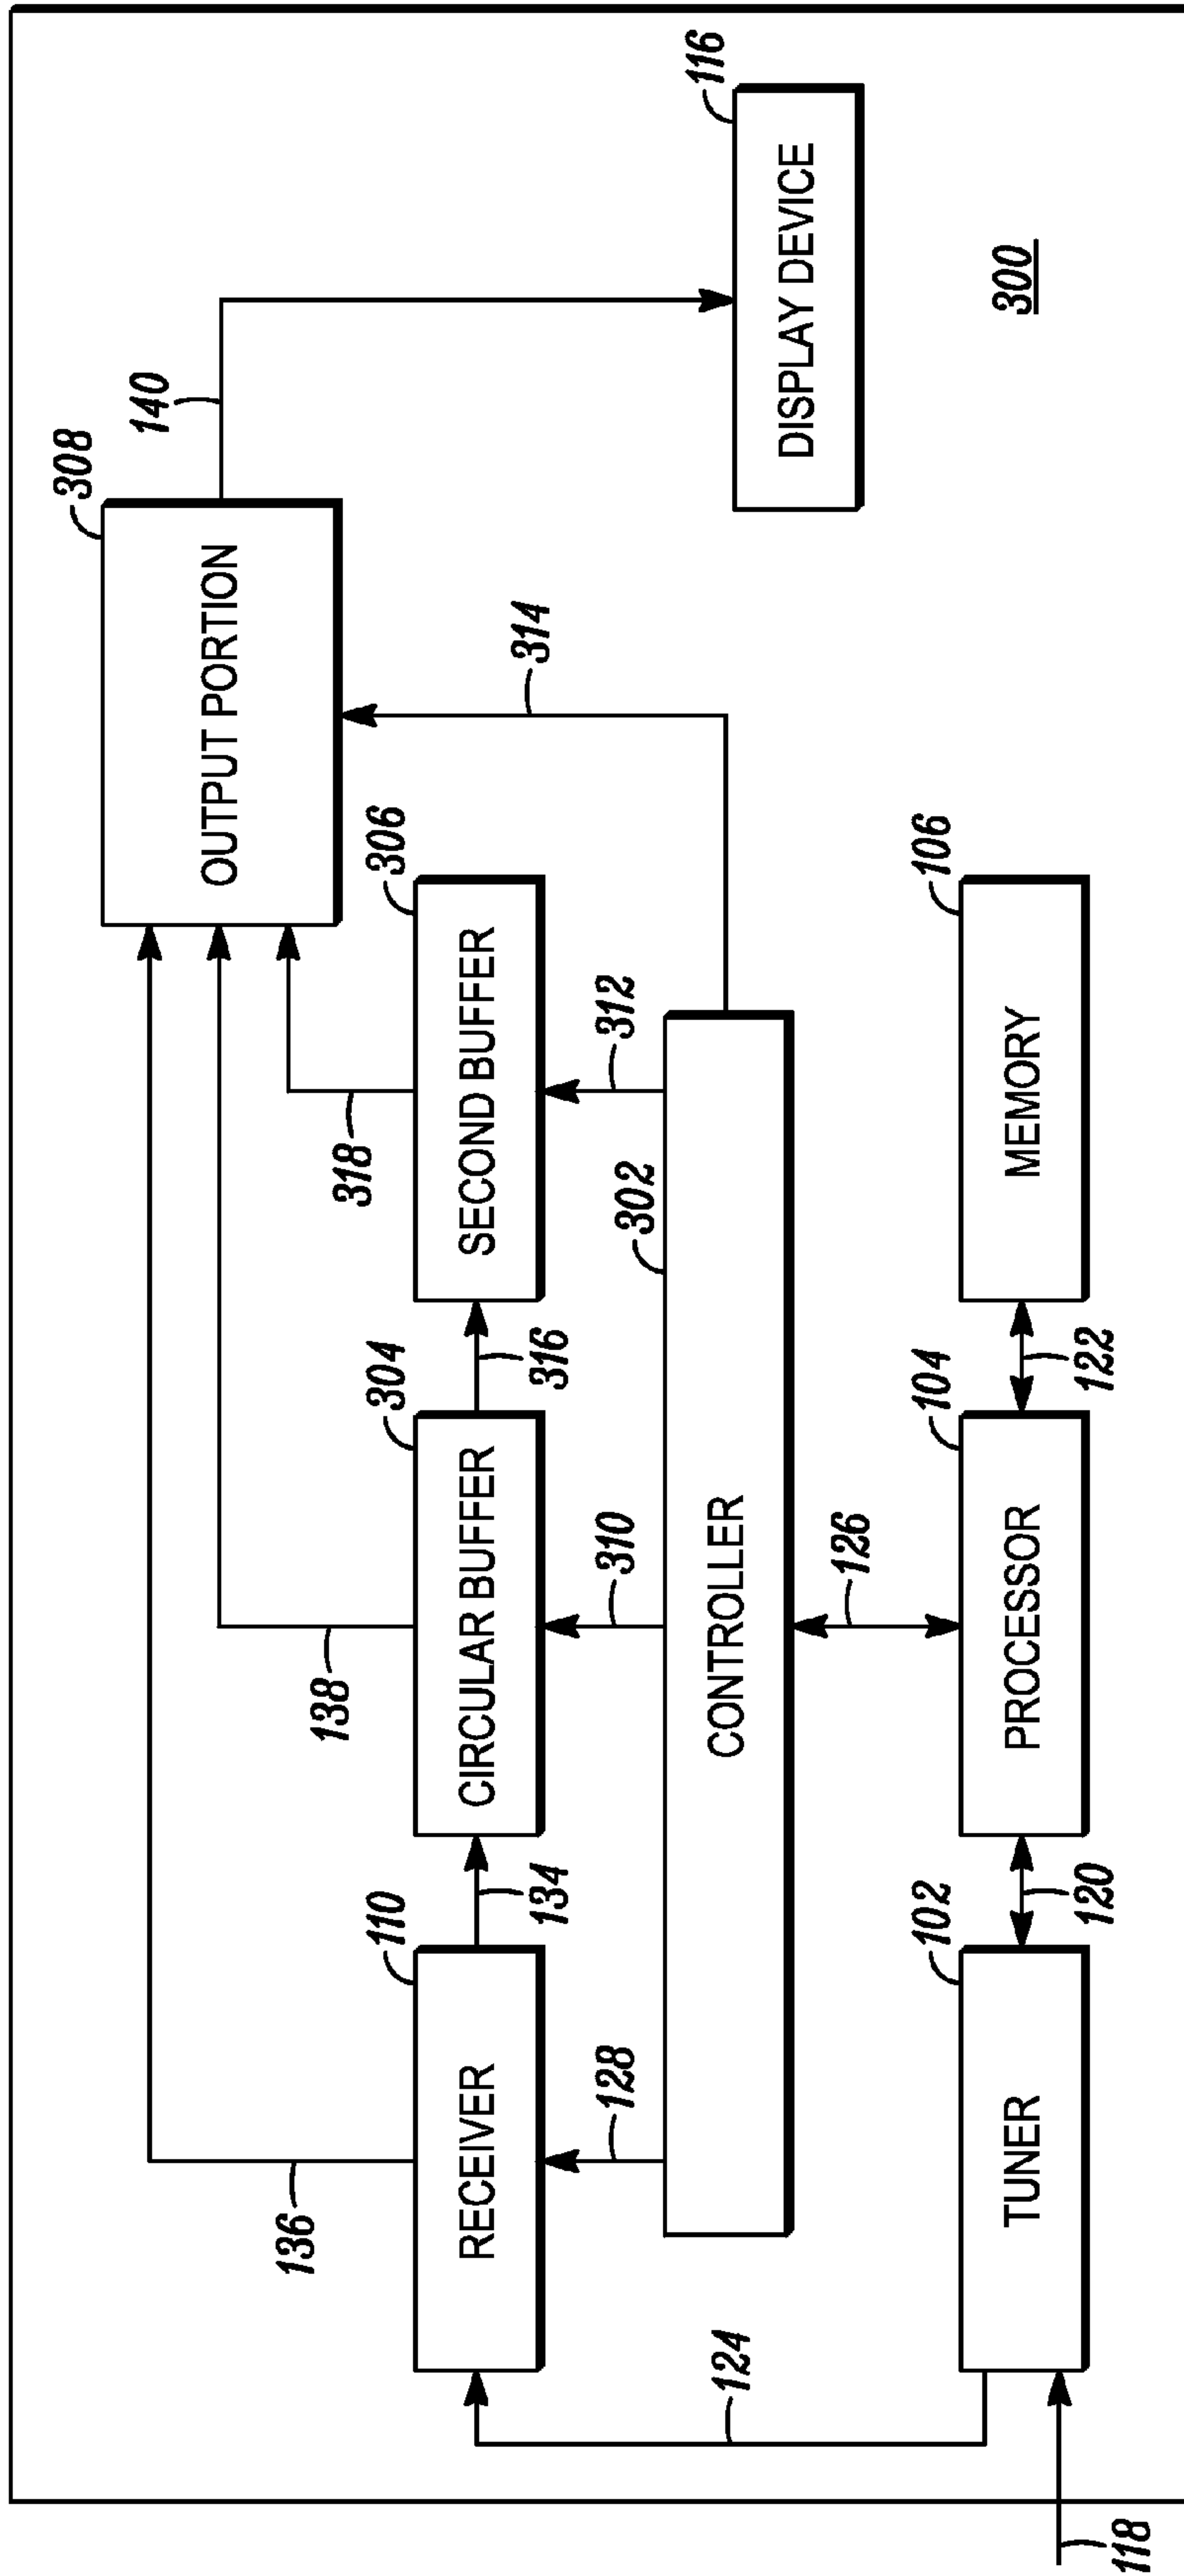 308
140
OUTPUT PORTION
116
DISPLAY DEVICE
136
138
318
314
110
304
306
RECEIVER
134
CIRCULAR BUFFER
316
SECOND BUFFER
128
310
312
302
CONTROLLER
124
126
102
104
106
TUNER
120
PROCESSOR
122
MEMORY
300
118